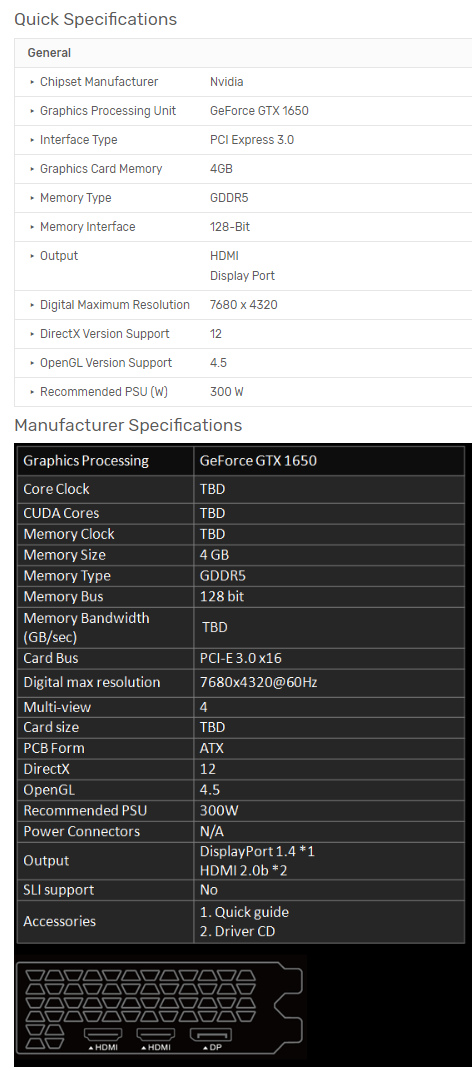 Quick Specifications
General
Chipset Manufacturer Nvidia
Graphics Processing Unit GeForce GTX 1650
Interface Type PCI Express 3.0
Graphics Card Memory 4GB
Memory Type GDDR5
Memory Interface 128-Bit
Output HDMI
Display Port
Digital Maximum Resolution 7680 x 4320
DirectX Version Support 12
OpenGL Version Support 4.5
Recommended PSU (W) 300 W
Manufacturer Specifications
Graphics Processing GeForce GTX 1650
Core Clock TBD
CUDA Cores TBD
Memory Clock TBD
Memory Size 4 GB
Memory Type GDDR5
Memory Bus 128 bit
Memory Bandwidth
(GB/sec) TBD
Card Bus PCI-E 3.0 x16
Digital max resolution 7680x4320@60Hz
Multi-view 4
Card size TBD
PCB Form ATX
DirectX 12
OpenGL 4.5
Recommended PSU 300W
Power Connectors N/A
Output DisplayPort 1.4 *1
HDMI 2.0b *2
SLI support No
Accessories 1. Quick guide
2. Driver CD
HDMI HDMI DP